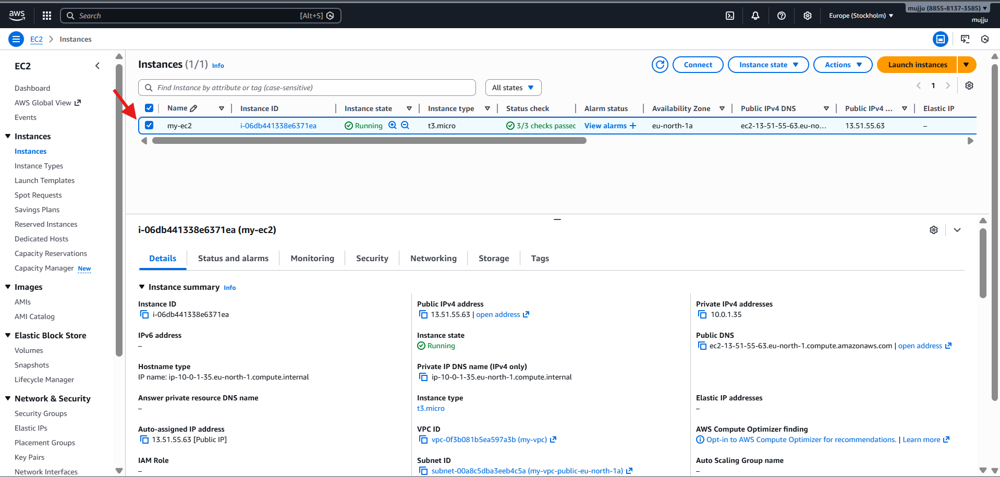 aws
Search [Alt+S]
Europe (Stockholm)
mujju (8855-8137-3585)
mujju
EC2 Instances
EC2
Dashboard
AWS Global View
Events
Instances
Instances
Instance Types
Launch Templates
Spot Requests
Savings Plans
Reserved Instances
Dedicated Hosts
Capacity Reservations
Capacity Manager New
Images
AMIs
AMI Catalog
Elastic Block Store
Volumes
Snapshots
Lifecycle Manager
Network & Security
Security Groups
Elastic IPs
Placement Groups
Key Pairs
Network Interfaces
Instances (1/1) Info
Connect Instance state Actions Launch instances
Find Instance by attribute or tag (case-sensitive) All states 1
Name Instance ID Instance state Instance type Status check Alarm status Availability Zone Public IPv4 DNS Public IPv4 ... Elastic IP
my-ec2 i-06db441338e6371ea Running t3.micro 3/3 checks passec View alarms + eu-north-1a ec2-13-51-55-63.eu-no... 13.51.55.63 –
i-06db441338e6371ea (my-ec2)
Details Status and alarms Monitoring Security Networking Storage Tags
Instance summary Info
Instance ID
i-06db441338e6371ea
Public IPv4 address
13.51.55.63 | open address
Private IPv4 addresses
10.0.1.35
IPv6 address
–
Instance state
Running
Public DNS
ec2-13-51-55-63.eu-north-1.compute.amazonaws.com | open address
Hostname type
IP name: ip-10-0-1-35.eu-north-1.compute.internal
Private IP DNS name (IPv4 only)
ip-10-0-1-35.eu-north-1.compute.internal
Answer private resource DNS name
–
Instance type
t3.micro
Elastic IP addresses
–
Auto-assigned IP address
13.51.55.63 [Public IP]
VPC ID
vpc-0f3b081b5ea597a3b (my-vpc)
AWS Compute Optimizer finding
Opt-in to AWS Compute Optimizer for recommendations. | Learn more
IAM Role
–
Subnet ID
subnet-00a8c5dba3eeb4c5a (my-vpc-public-eu-north-1a)
Auto Scaling Group name
–